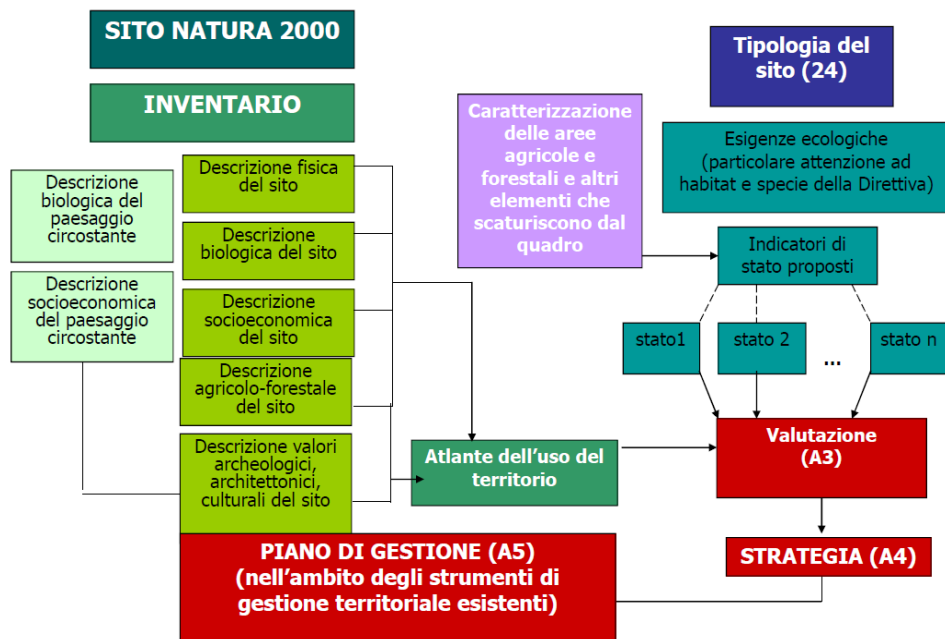 SITO NATURA 2000
INVENTARIO
Descrizione
biologica del
paesaggio
circostante
Descrizione
socioeconomica
del paesaggio
circostante
Descrizione fisica
del sito
Descrizione
biologica del sito
Descrizione
socioeconomica
del sito
Descrizione
agricolo-forestale
del sito
Descrizione valori
archeologici,
architettonici,
culturali del sito
Caratterizzazione
delle aree
agricole e
forestali e altri
elementi che
scaturiscono dal
quadro
Tipologia del
sito (24)
Esigenze ecologiche
(particolare attenzione ad
habitat e specie della Direttiva)
Indicatori di
stato proposti
stato1
stato 2
...
stato n
Atlante dell'uso del
territorio
Valutazione
(A3)
STRATEGIA (A4)
PIANO DI GESTIONE (A5)
(nell'ambito degli strumenti di
gestione territoriale esistenti)